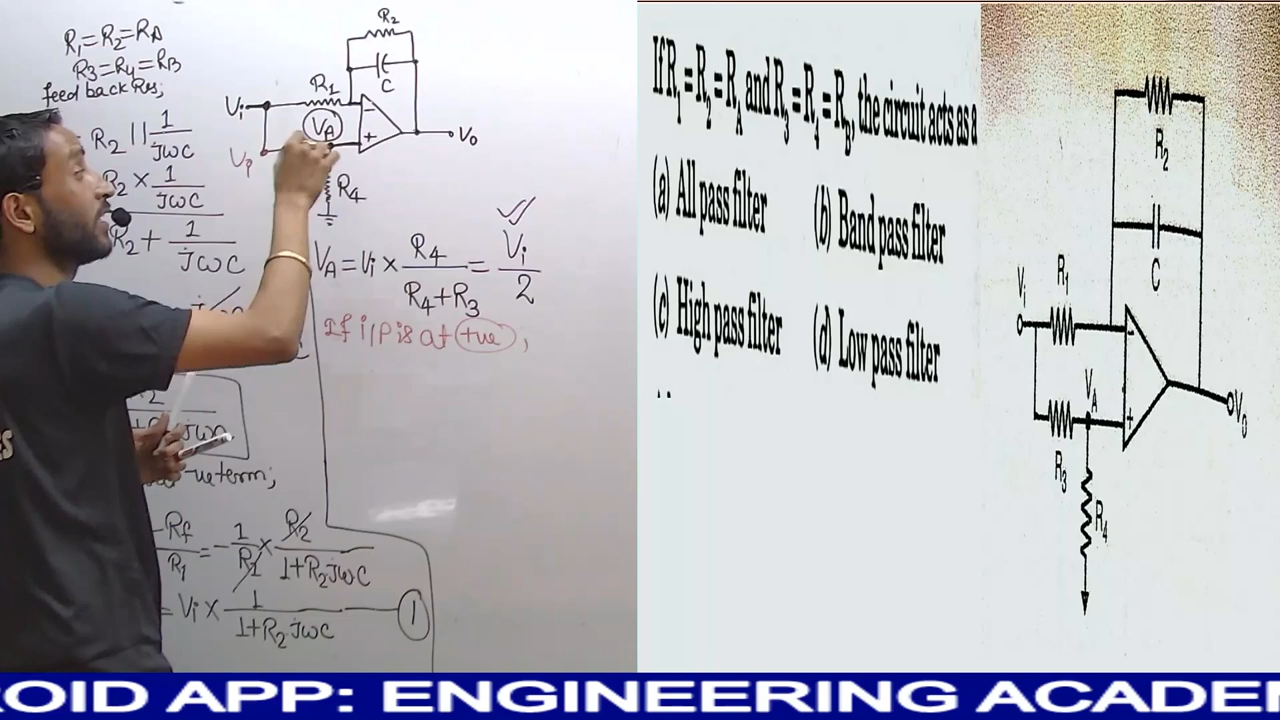 R₁=R₂=RA
R₃=R₄=RB
feed back Res;
R₂ || 1/jωC
R₂ × 1/jωC
R₂ + 1/jωC
-ve term;
-Rf/R₁ = -1/R₁ × R₂/1+R₂jωC
= Vi × 1/1+R₂jωC ① 
R₂
C
R₁
Vi
VA
Vp
-
+
Vo
R₄
VA = Vi × R₄/R₄+R₃ = Vi/2
If i/p is at +ve ;
If R₁ = R₂ = RA and R₃ = R₄ = RB, the circuit acts as a
(a) All pass filter
(b) Band pass filter
(c) High pass filter
(d) Low pass filter
R₂
C
R₁
Vi
-
VA
+
V₀
R₃
R₄
ROID APP: ENGINEERING ACADE